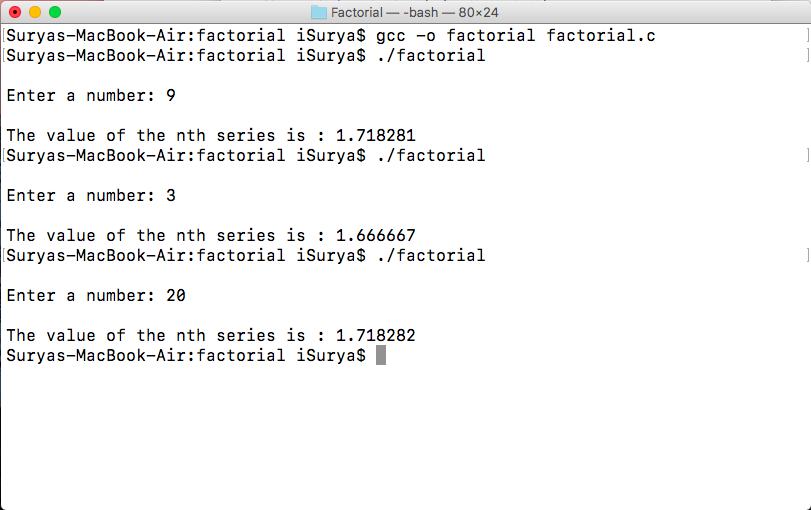 Factorial — -bash — 80×24
[Suryas-MacBook-Air:factorial iSurya$ gcc -o factorial factorial.c ]
[Suryas-MacBook-Air:factorial iSurya$ ./factorial ]
Enter a number: 9
The value of the nth series is : 1.718281
[Suryas-MacBook-Air:factorial iSurya$ ./factorial ]
Enter a number: 3
The value of the nth series is : 1.666667
[Suryas-MacBook-Air:factorial iSurya$ ./factorial ]
Enter a number: 20
The value of the nth series is : 1.718282
Suryas-MacBook-Air:factorial iSurya$